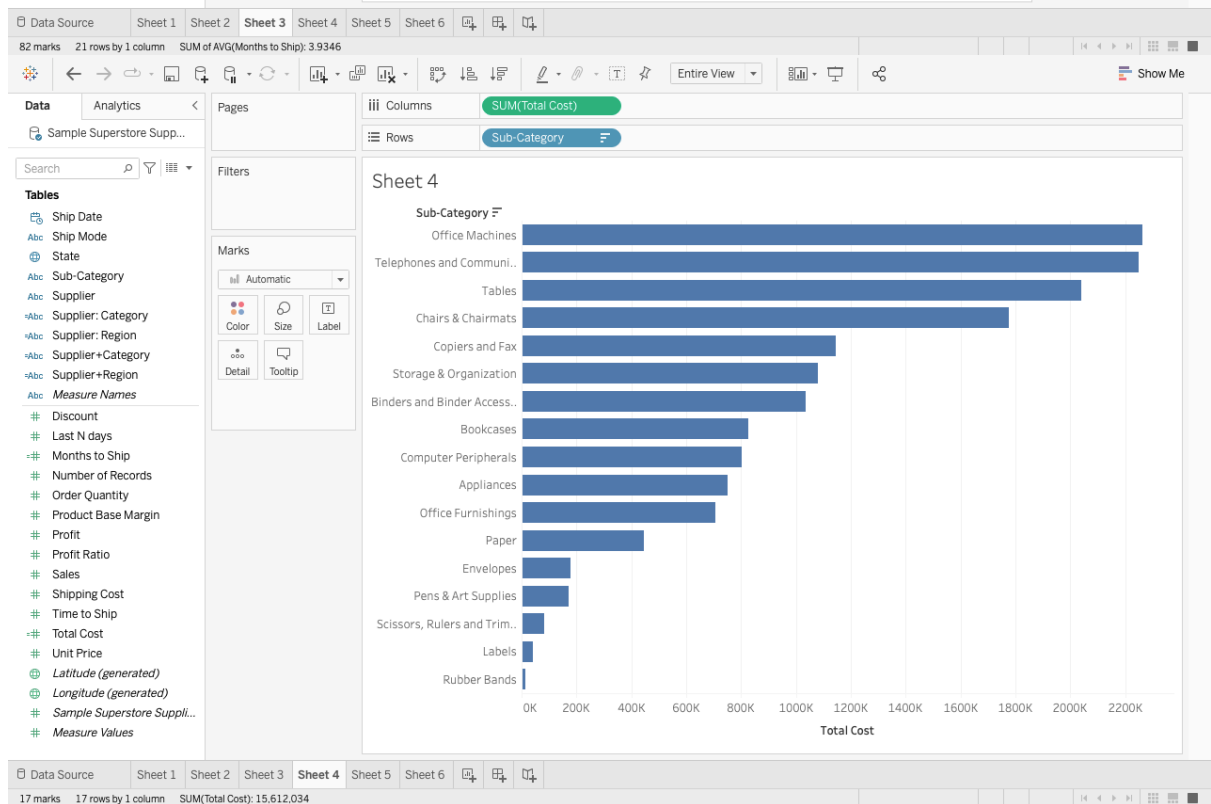 Data Source Sheet 1 Sheet 2 Sheet 3 Sheet 4 Sheet 5 Sheet 6
82 marks 21 rows by 1 column SUM of AVG(Months to Ship): 3.9346
Entire View Show Me
Data Analytics
Sample Superstore Supp...
Search
Tables
Ship Date
Abc Ship Mode
State
Abc Sub-Category
Abc Supplier
=Abc Supplier: Category
=Abc Supplier: Region
=Abc Supplier+Category
=Abc Supplier+Region
Abc Measure Names
# Discount
# Last N days
=# Months to Ship
# Number of Records
# Order Quantity
# Product Base Margin
# Profit
# Profit Ratio
# Sales
# Shipping Cost
# Time to Ship
=# Total Cost
# Unit Price
Latitude (generated)
Longitude (generated)
# Sample Superstore Suppli...
# Measure Values
Pages
Filters
Marks
Automatic
Color Size Label
Detail Tooltip
Columns SUM(Total Cost)
Rows Sub-Category
Sheet 4
Sub-Category
Office Machines
Telephones and Communi..
Tables
Chairs & Chairmats
Copiers and Fax
Storage & Organization
Binders and Binder Access..
Bookcases
Computer Peripherals
Appliances
Office Furnishings
Paper
Envelopes
Pens & Art Supplies
Scissors, Rulers and Trim..
Labels
Rubber Bands
0K 200K 400K 600K 800K 1000K 1200K 1400K 1600K 1800K 2000K 2200K
Total Cost
Data Source Sheet 1 Sheet 2 Sheet 3 Sheet 4 Sheet 5 Sheet 6
17 marks 17 rows by 1 column SUM(Total Cost): 15,612,034